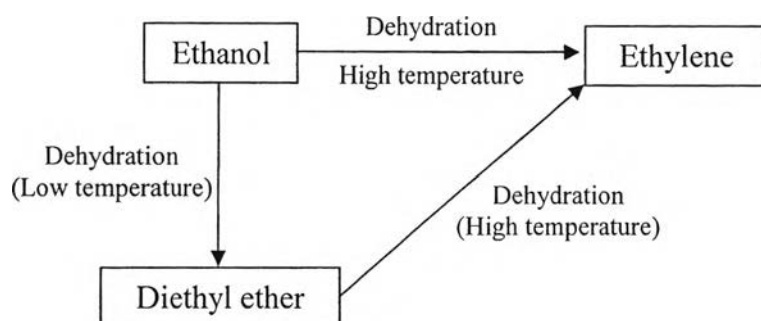 Dehydration
Ethanol
Ethylene
High temperature
Dehydration
(Low temperature)
Dehydration
(High temperature)
Diethyl ether